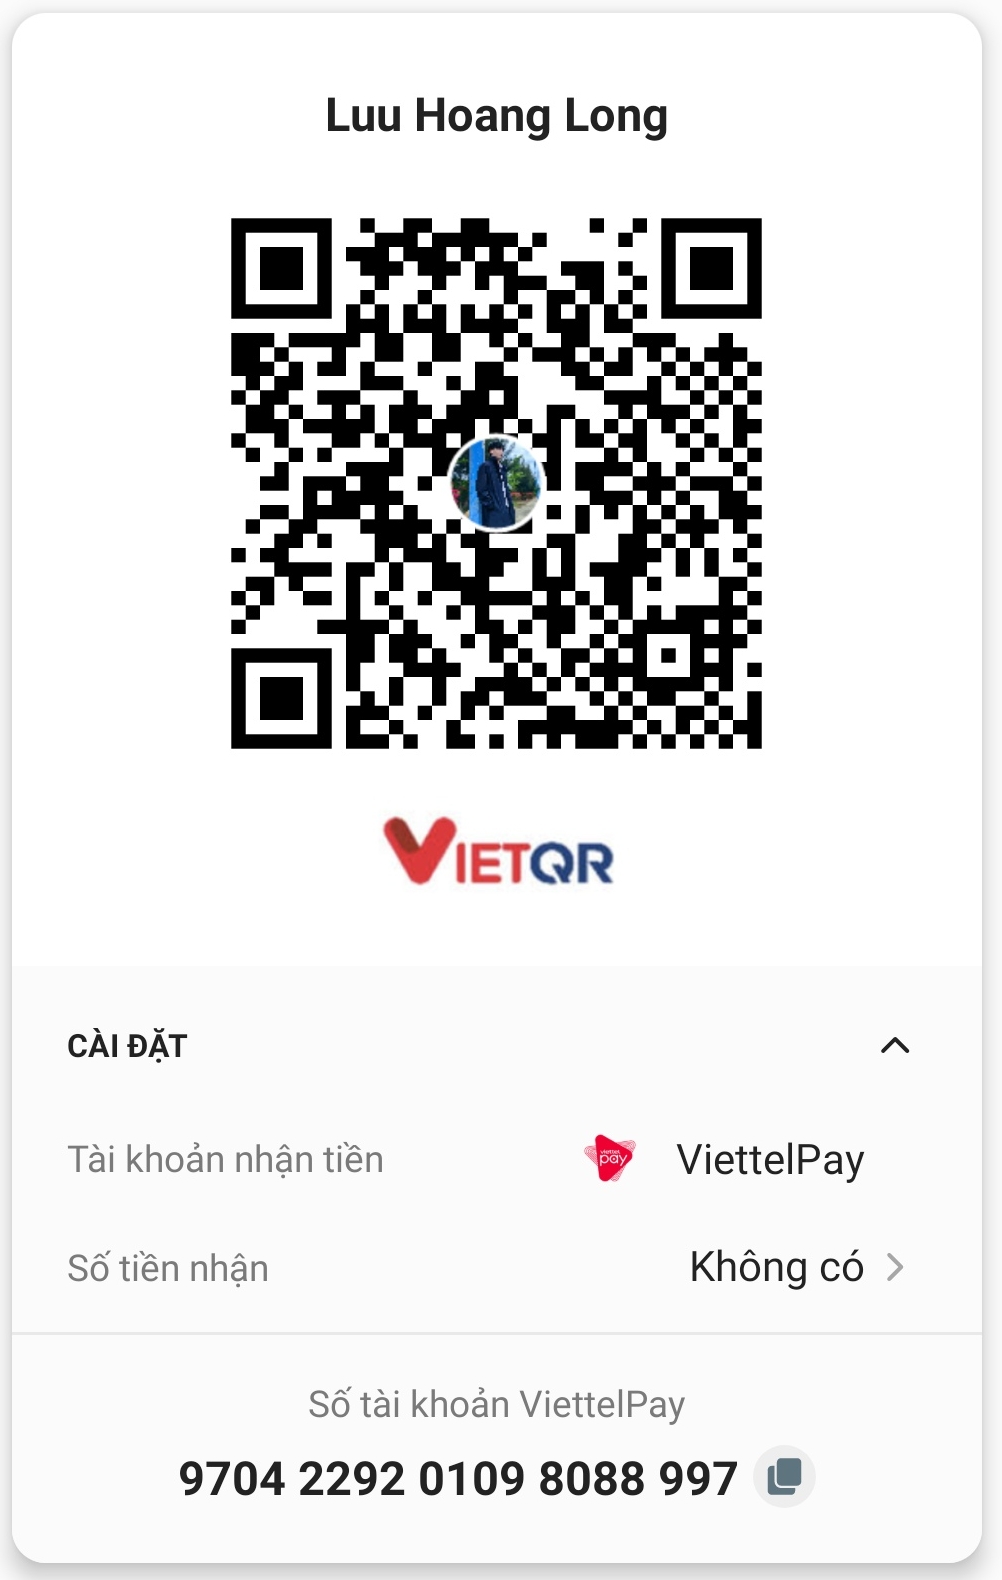 Luu Hoang Long
VIETQR
CÀI ĐẶT
Tài khoản nhận tiền
viettel
pay
ViettelPay
Số tiền nhận
Không có
Số tài khoản ViettelPay
9704 2292 0109 8088 997